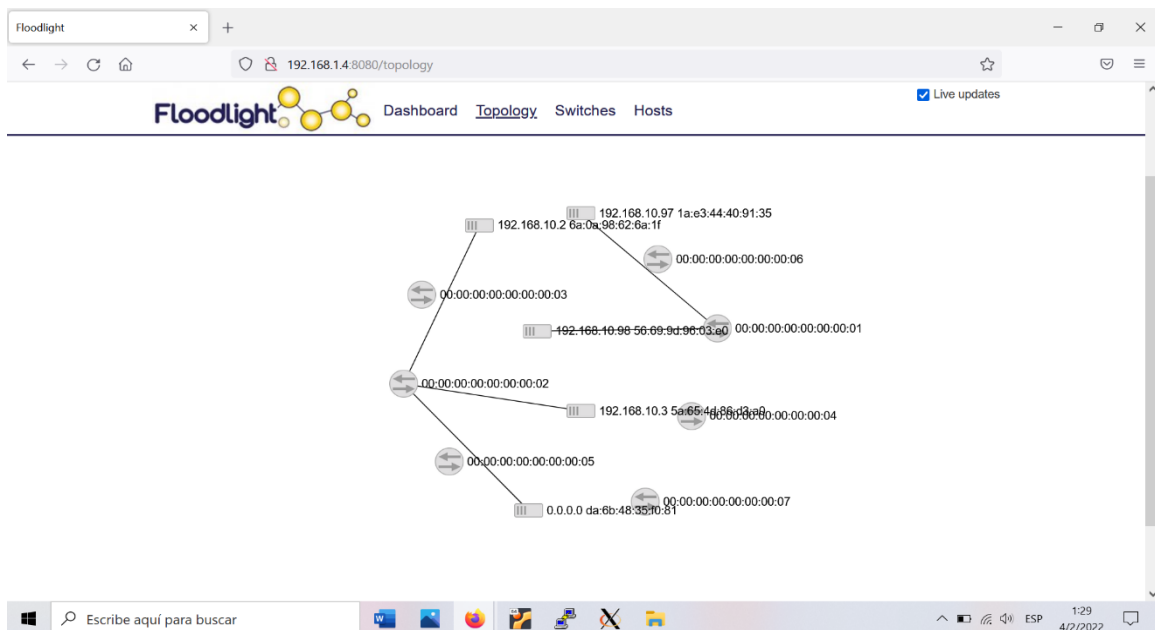 Floodlight
192.168.1.4:8080/topology
Floodlight
Dashboard Topology Switches Hosts
Live updates
192.168.10.97 1a:e3:44:40:91:35
192.168.10.2 6a:0a:98:62:6a:1f
00:00:00:00:00:00:00:06
00:00:00:00:00:00:00:03
192.168.10.98 56:69:9d:96:03:e0
00:00:00:00:00:00:00:01
00:00:00:00:00:00:00:02
192.168.10.3 5a:65:4d:86:d3:a0
00:00:00:00:00:00:00:04
00:00:00:00:00:00:00:05
00:00:00:00:00:00:00:07
0.0.0.0 da:6b:48:35:f0:81
Escribe aquí para buscar
ESP
1:29
4/2/2022